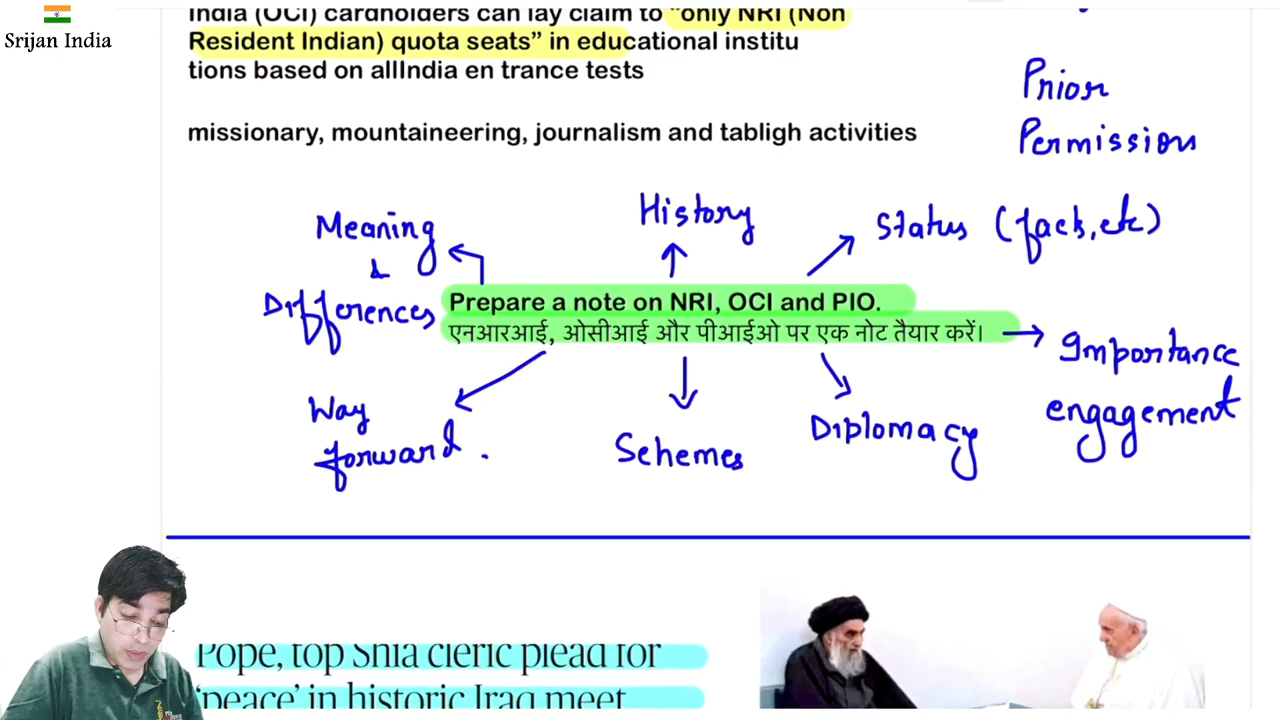 India (OCI) cardholders can lay claim to “only NRI (Non
Srijan India
Resident Indian) quota seats” in educational institu
tions based on allIndia en trance tests
Prior
Permission
missionary, mountaineering, journalism and tabligh activities
History
Status (facts, etc)
Meaning
&
Differences
Prepare a note on NRI, OCI and PIO.
एनआरआई, ओसीआई और पीआईओ पर एक नोट तैयार करें।
Importance
engagement
Way
forward.
Schemes
Diplomacy
Pope, top Shia cleric plead for
‘peace’ in historic Iraq meet